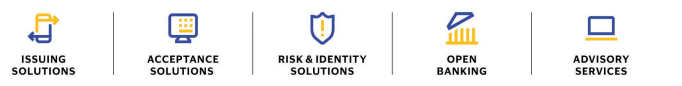 ISSUING
SOLUTIONS
ACCEPTANCE
SOLUTIONS
RISK & IDENTITY
SOLUTIONS
OPEN
BANKING
ADVISORY
SERVICES